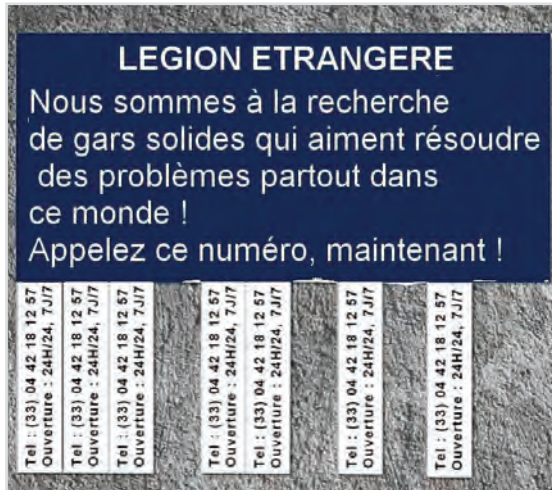 LEGION ETRANGERE
Nous sommes à la recherche
de gars solides qui aiment résoudre
des problèmes partout dans
ce monde !
Appelez ce numéro, maintenant !
Tel : (33) 04 42 18 12 57
Ouverture : 24H/24, 7J/7
Tel : (33) 04 42 18 12 57
Ouverture : 24H/24, 7J/7
Tel : (33) 04 42 18 12 57
Ouverture : 24H/24, 7J/7
Tel : (33) 04 42 18 12 57
Ouverture : 24H/24, 7J/7
Tel : (33) 04 42 18 12 57
Ouverture : 24H/24, 7J/7
Tel : (33) 04 42 18 12 57
Ouverture : 24H/24, 7J/7
Tel : (33) 04 42 18 12 57
Ouverture : 24H/24, 7J/7